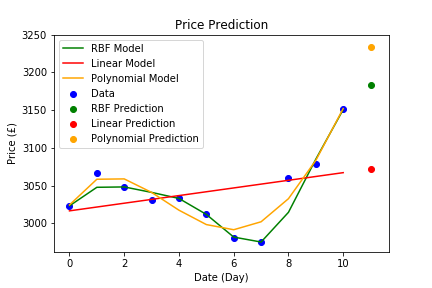 Price Prediction
3250
3200
3150
3100
3050
3000
Price (£)
RBF Model
Linear Model
Polynomial Model
Data
RBF Prediction
Linear Prediction
Polynomial Prediction
0 2 4 6 8 10
Date (Day)